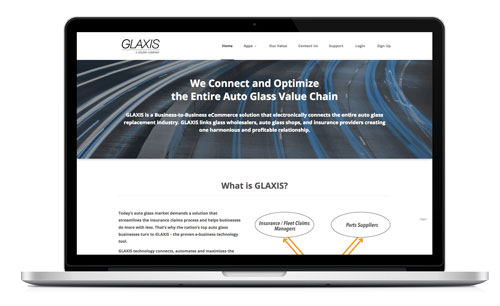 GLAXIS
Home Apps Our Value Contact Us Support Login Sign Up
We Connect and Optimize
the Entire Auto Glass Value Chain
GLAXIS is a Business-to-Business eCommerce solution that electronically connects the entire auto glass
replacement industry. GLAXIS links glass wholesalers, auto glass shops, and insurance providers creating
one harmonious and profitable relationship.
What is GLAXIS?
Today's auto glass market demands a solution that
streamlines the insurance claims process and helps businesses
do more with less. That's why the nation's top auto glass
businesses turn to GLAXIS – the proven e-business technology
tool.
GLAXIS technology connects, automates and maximizes the
Insurance / Fleet Claims
Managers
Parts Suppliers